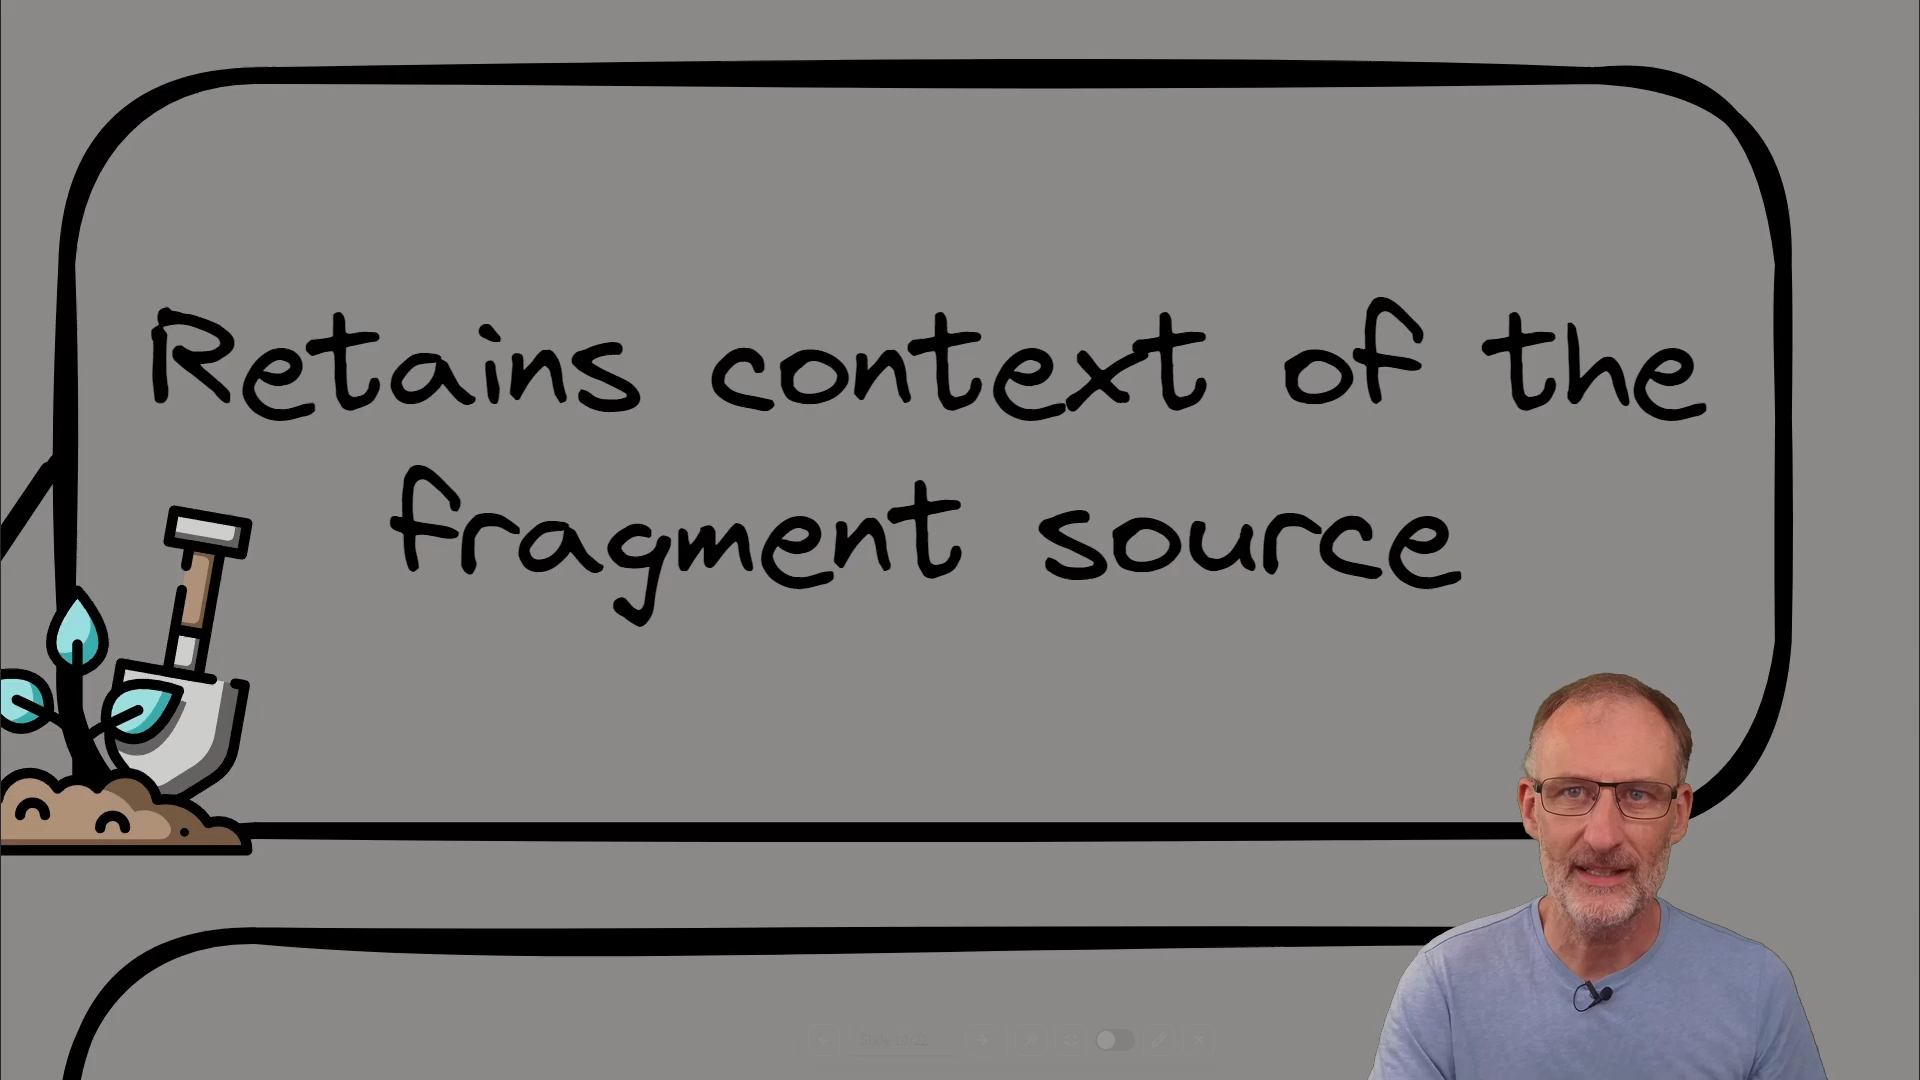 Retains context of the
fragment source